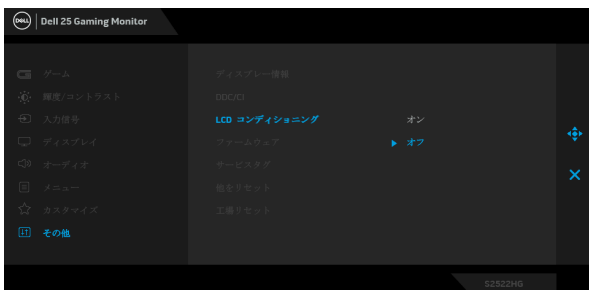 DELL Dell 25 Gaming Monitor
ゲーム
輝度/コントラスト
入力信号
ディスプレイ
オーディオ
メニュー
カスタマイズ
その他
ディスプレー情報
DDC/CI
LCD コンディショニング
ファームウェア
サービスタグ
他をリセット
工場リセット
オン
オフ
S2522HG